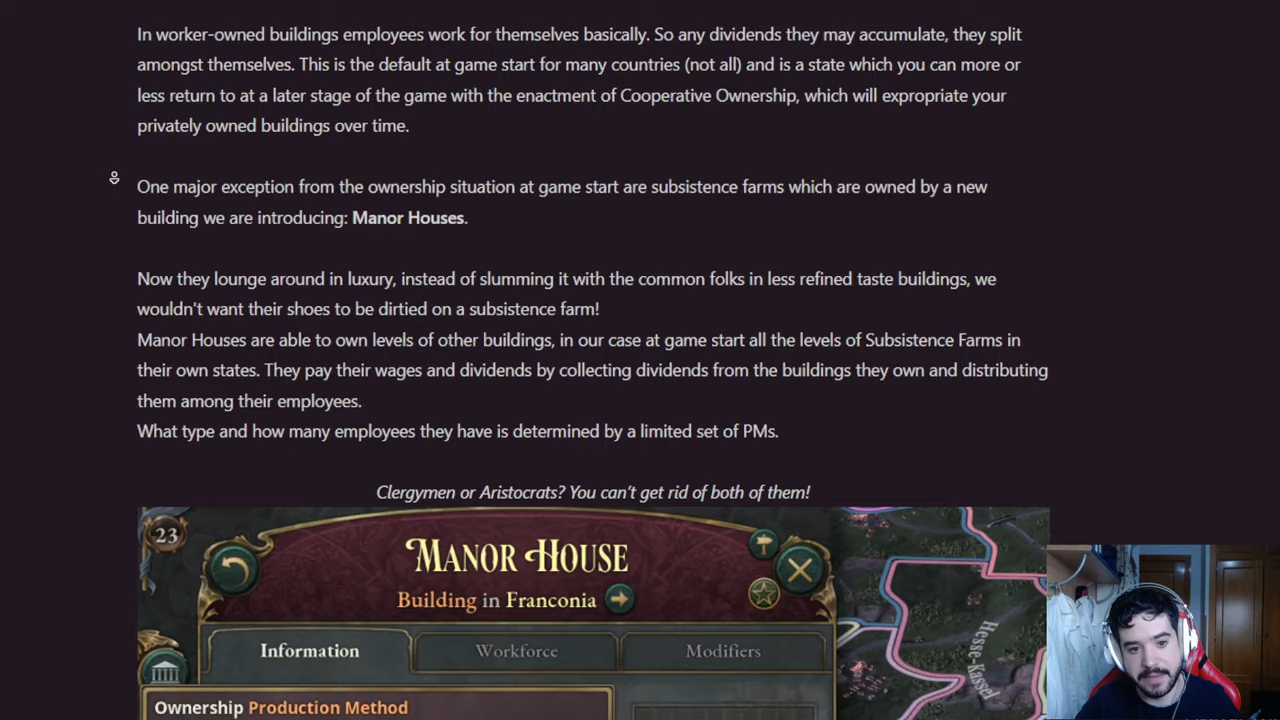 In worker-owned buildings employees work for themselves basically. So any dividends they may accumulate, they split
amongst themselves. This is the default at game start for many countries (not all) and is a state which you can more or
less return to at a later stage of the game with the enactment of Cooperative Ownership, which will expropriate your
privately owned buildings over time.
One major exception from the ownership situation at game start are subsistence farms which are owned by a new
building we are introducing: Manor Houses.
Now they lounge around in luxury, instead of slumming it with the common folks in less refined taste buildings, we
wouldn't want their shoes to be dirtied on a subsistence farm!
Manor Houses are able to own levels of other buildings, in our case at game start all the levels of Subsistence Farms in
their own states. They pay their wages and dividends by collecting dividends from the buildings they own and distributing
them among their employees.
What type and how many employees they have is determined by a limited set of PMs.
Clergymen or Aristocrats? You can't get rid of both of them!
23
MANOR HOUSE
Building in Franconia
Information Workforce Modifiers
Hesse-Kassel
Ownership Production Method